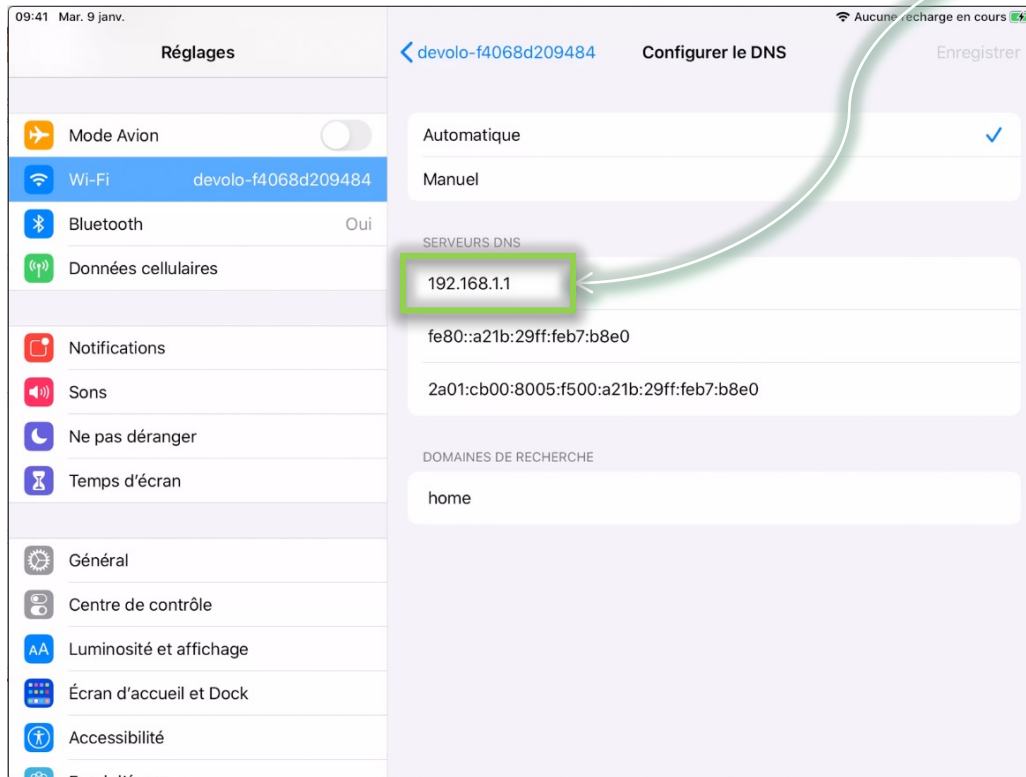 09:41 Mar. 9 janv.
Aucune recharge en cours
Réglages
devolo-f4068d209484
Configurer le DNS
Enregistrer
Mode Avion
Wi-Fi devolo-f4068d209484
Bluetooth Oui
Données cellulaires
Notifications
Sons
Ne pas déranger
Temps d'écran
Général
Centre de contrôle
Luminosité et affichage
Écran d'accueil et Dock
Accessibilité
Automatique
Manuel
SERVEURS DNS
192.168.1.1
fe80::a21b:29ff:feb7:b8e0
2a01:cb00:8005:f500:a21b:29ff:feb7:b8e0
DOMAINES DE RECHERCHE
home